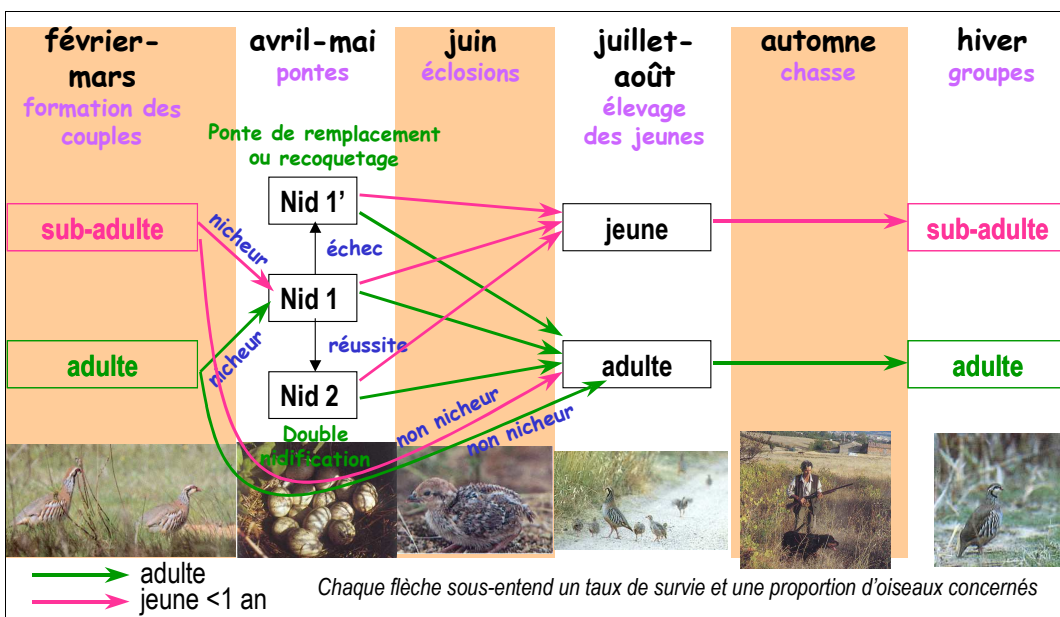 février-
mars
formation des
couples
avril-mai
pontes
juin
éclosions
juillet-
août
élevage
des jeunes
automne
chasse
hiver
groupes
Ponte de remplacement
ou recoquetage
Nid 1'
échec
Nid 1
réussite
Nid 2
Double
nidification
sub-adulte
nicheur
adulte
nicheur
non nicheur
non nicheur
jeune
adulte
sub-adulte
adulte
adulte
jeune <1 an
Chaque flèche sous-entend un taux de survie et une proportion d'oiseaux concernés